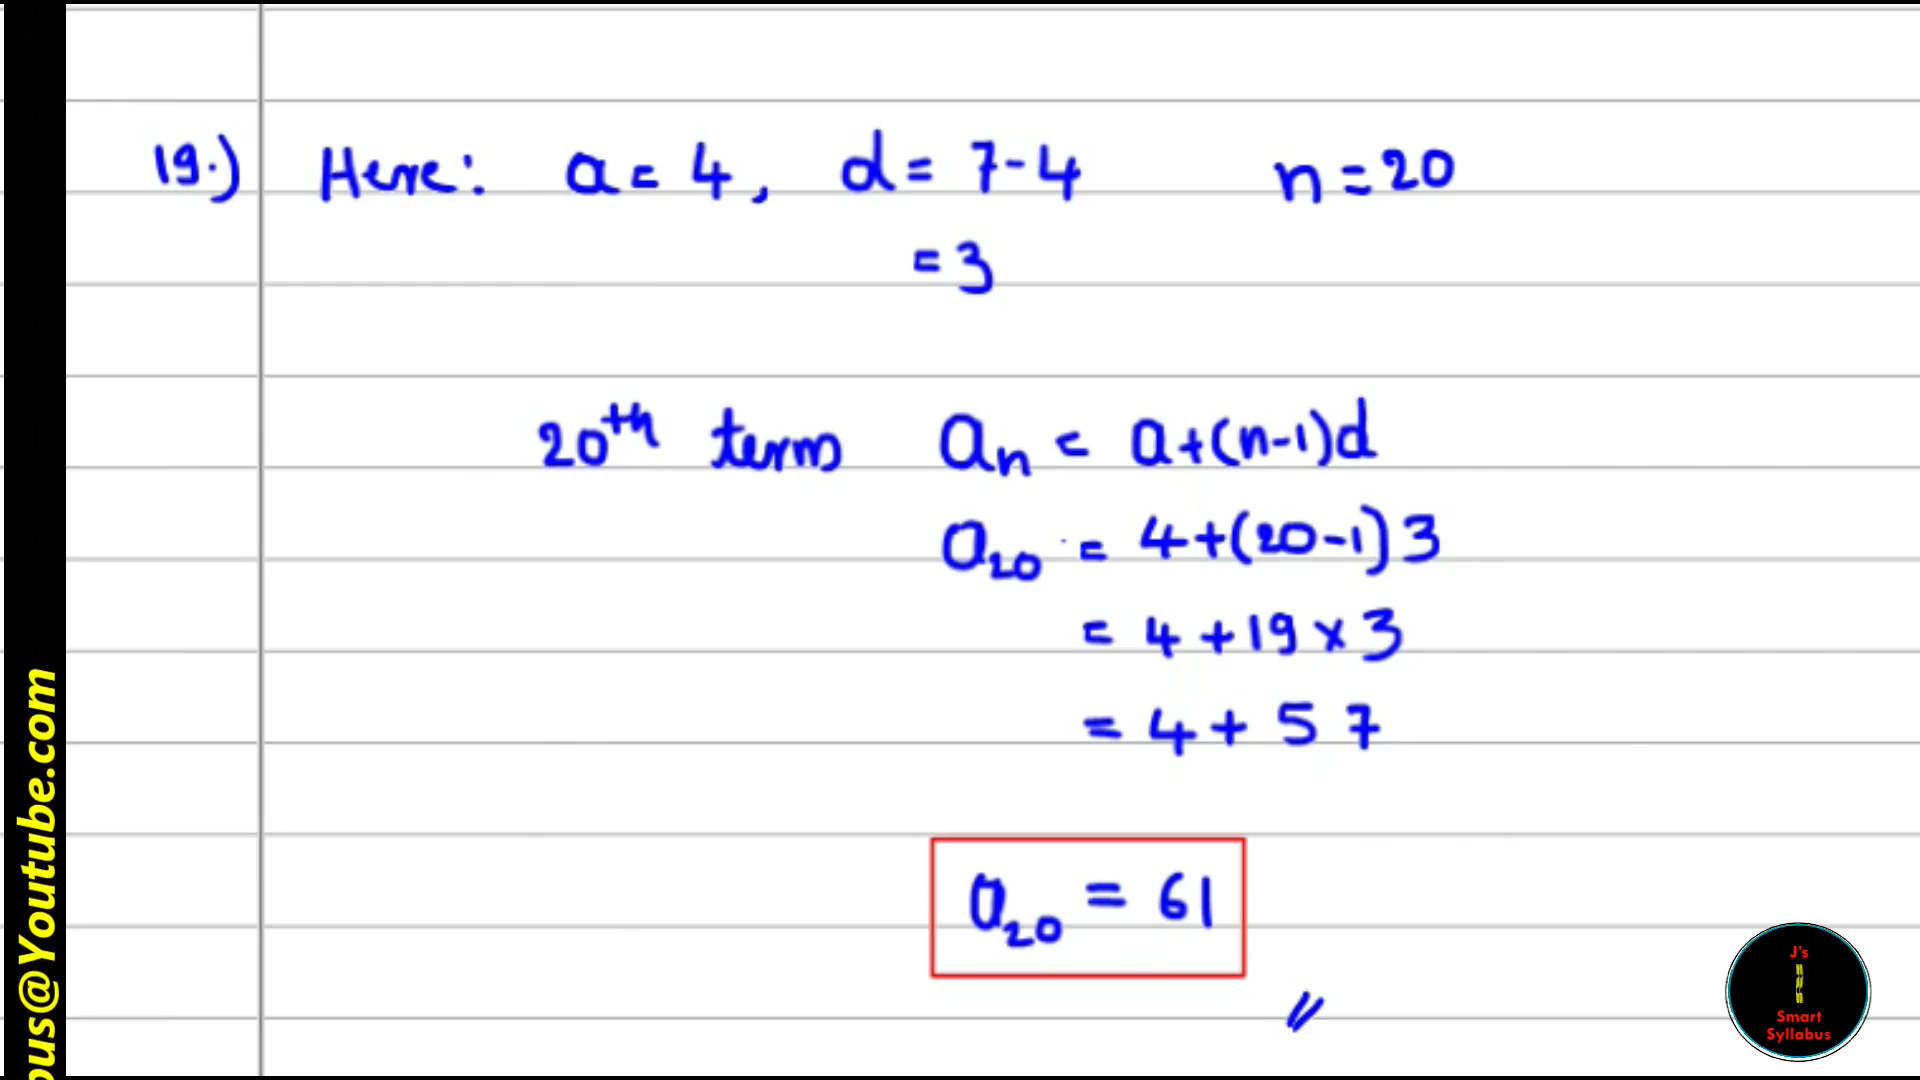 19.) Here: a = 4, d = 7-4 n = 20
= 3
20th term an = a+(n-1)d
a20 = 4+(20-1)3
= 4+19×3
= 4+57
a20 = 61
ous@Youtube.com
J's
Smart
Syllabus